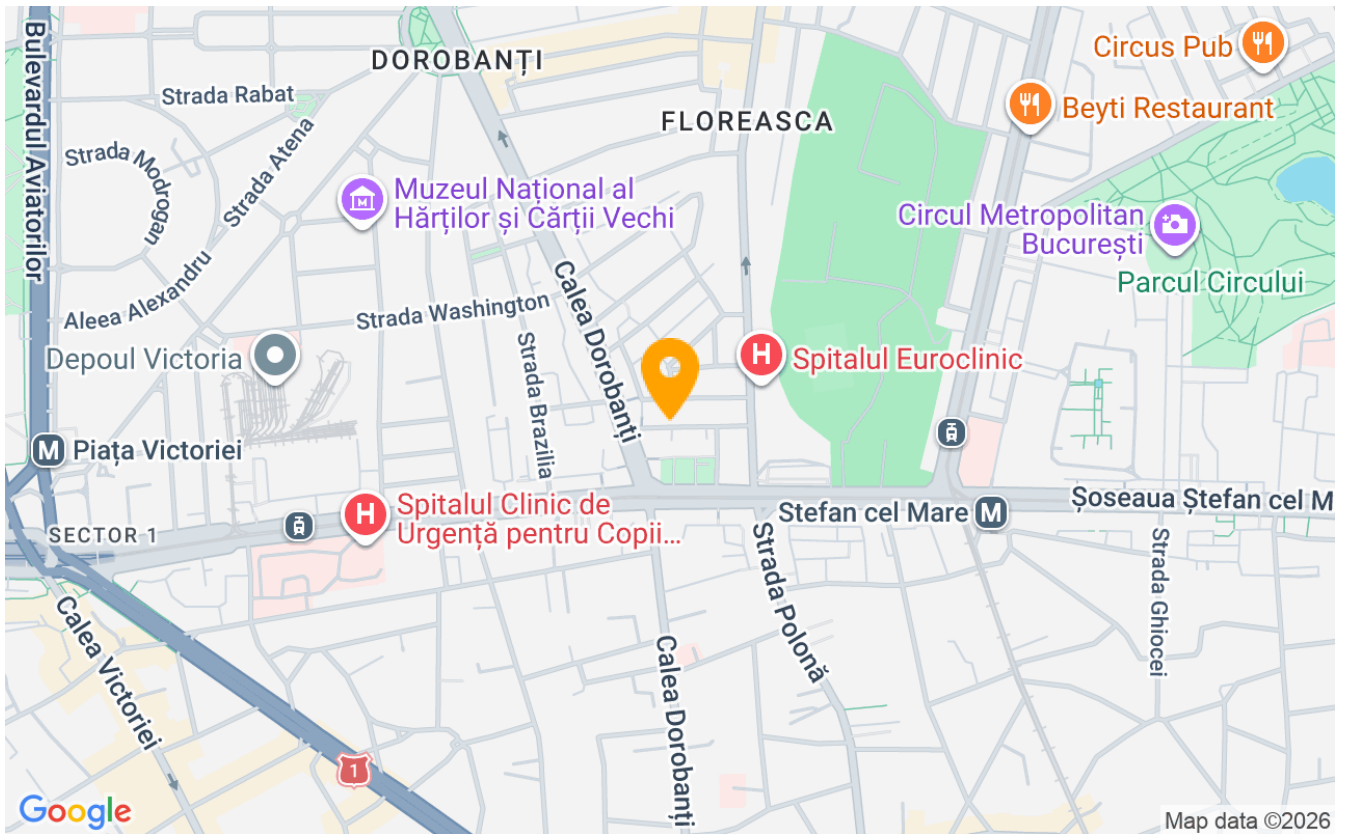 Bulevardul Aviatorilor
DOROBANȚI
Circus Pub
Strada Rabat
Beyti Restaurant
FLOREASCA
Strada Modrogan
Strada Atena
Muzeul Național al
Hărților și Cărții Vechi
Circul Metropolitan
București
Parcul Circului
Aleea Alexandru
Strada Washington
Calea Dorobanți
Depoul Victoria
Strada Brazilia
H
Spitalul Euroclinic
M
Piața Victoriei
H
Spitalul Clinic de
Urgență pentru Copii...
Ștefan cel Mare
M
Șoseaua Ștefan cel M
SECTOR 1
Strada Polonă
Strada Ghiocei
Calea Victoriei
Calea Dorobanți
1
Google
Map data ©2026